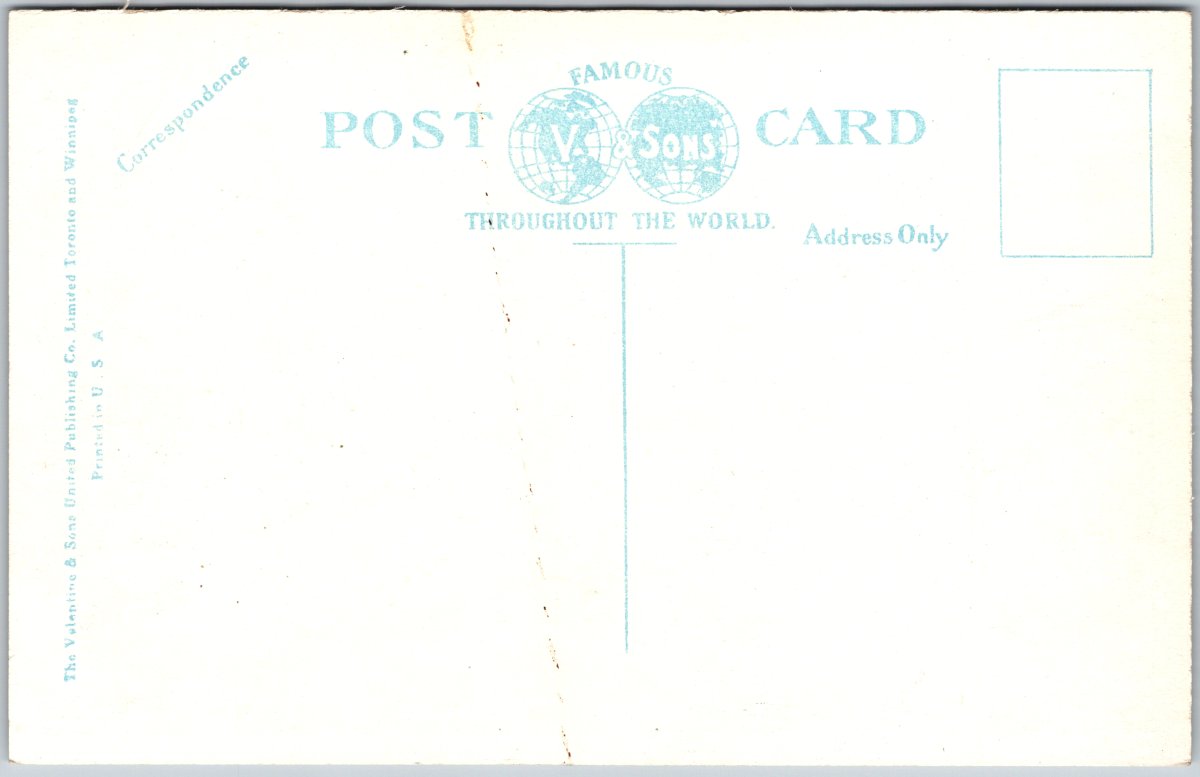 FAMOUS
POST V. & SONS CARD
THROUGHOUT THE WORLD.
Correspondence
Address Only
The Valentine & Sons United Publishing Co. Limited Toronto and Winnipeg
Printed in U. S. A